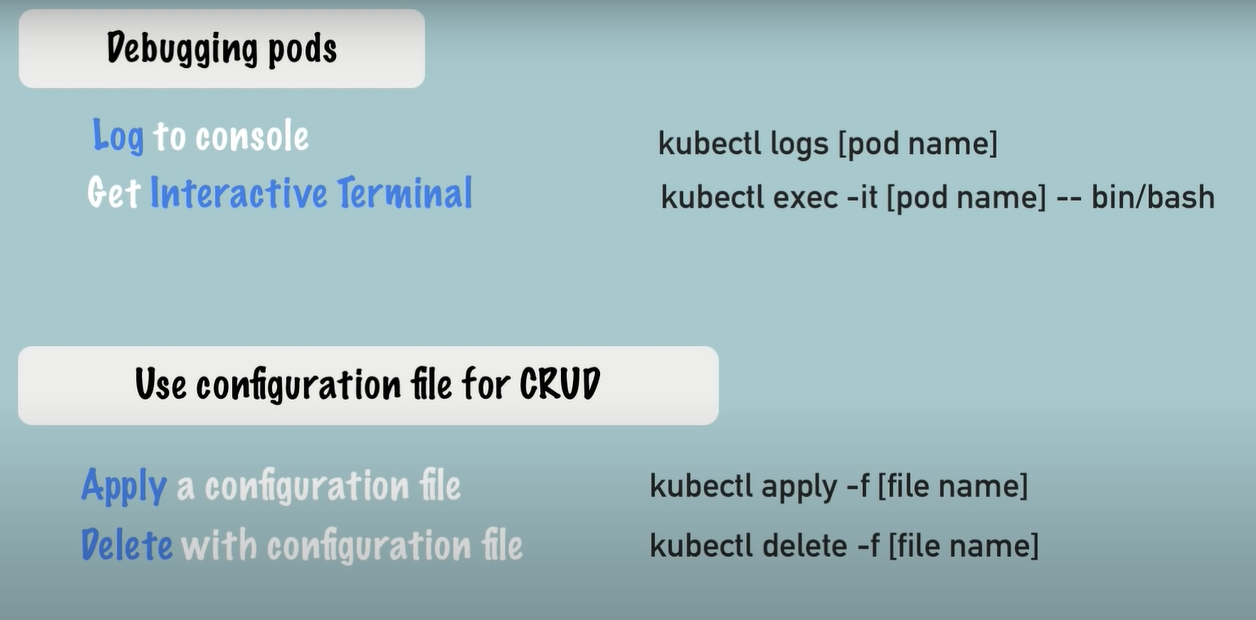 Debugging pods
Log to console
kubectl logs [pod name]
Get Interactive Terminal
kubectl exec -it [pod name] -- bin/bash
Use configuration file for CRUD
Apply a configuration file
kubectl apply -f [file name]
Delete with configuration file
kubectl delete -f [file name]